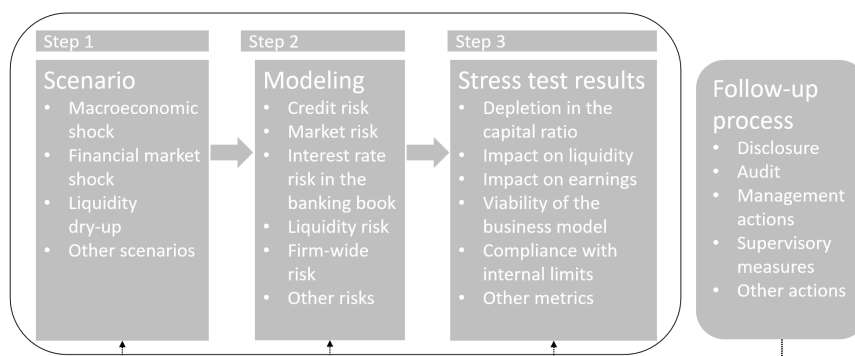 Step 1
Scenario
• Macroeconomic
shock
• Financial market
shock
• Liquidity
dry-up
• Other scenarios
Step 2
Modeling
• Credit risk
• Market risk
• Interest rate
risk in the
banking book
• Liquidity risk
• Firm-wide
risk
• Other risks
Step 3
Stress test results
• Depletion in the
capital ratio
• Impact on liquidity
• Impact on earnings
• Viability of the
business model
• Compliance with
internal limits
• Other metrics
Follow-up
process
• Disclosure
• Audit
• Management
actions
• Supervisory
measures
• Other actions